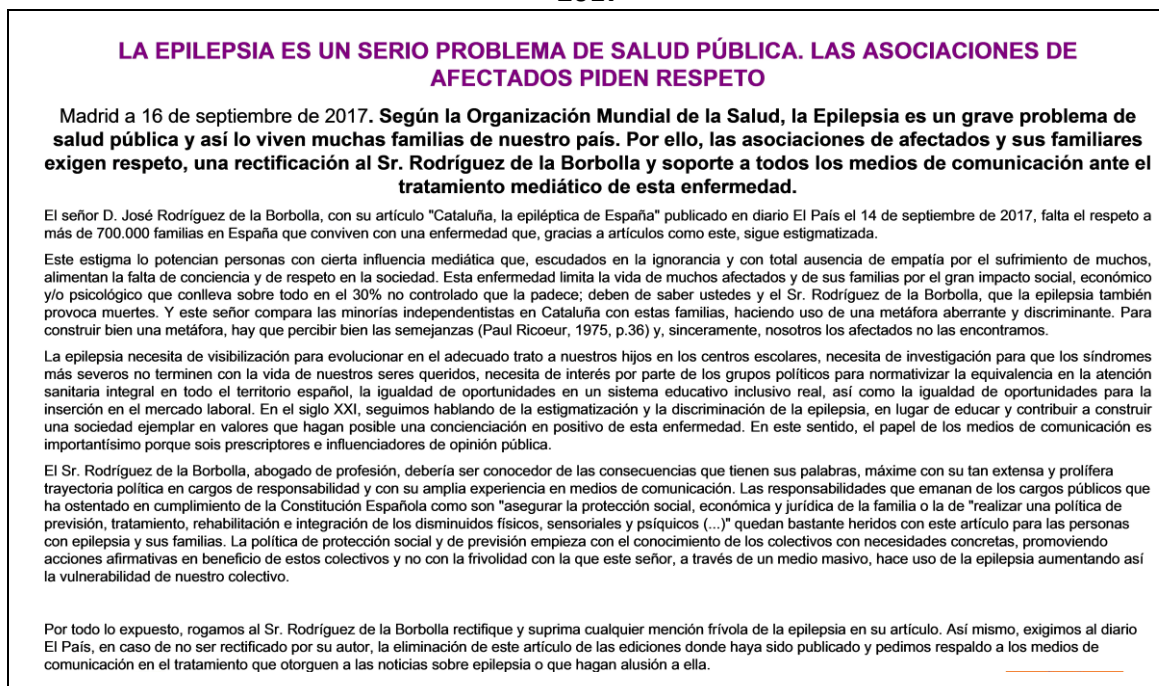 LA EPILEPSIA ES UN SERIO PROBLEMA DE SALUD PÚBLICA. LAS ASOCIACIONES DE
AFECTADOS PIDEN RESPETO
Madrid a 16 de septiembre de 2017. Según la Organización Mundial de la Salud, la Epilepsia es un grave problema de
salud pública y así lo viven muchas familias de nuestro país. Por ello, las asociaciones de afectados y sus familiares
exigen respeto, una rectificación al Sr. Rodríguez de la Borbolla y soporte a todos los medios de comunicación ante el
tratamiento mediático de esta enfermedad.
El señor D. José Rodríguez de la Borbolla, con su artículo "Cataluña, la epiléptica de España" publicado en diario El País el 14 de septiembre de 2017, falta el respeto a
más de 700.000 familias en España que conviven con una enfermedad que, gracias a artículos como este, sigue estigmatizada.
Este estigma lo potencian personas con cierta influencia mediática que, escudados en la ignorancia y con total ausencia de empatía por el sufrimiento de muchos,
alimentan la falta de conciencia y de respeto en la sociedad. Esta enfermedad limita la vida de muchos afectados y de sus familias por el gran impacto social, económico
y/o psicológico que conlleva sobre todo en el 30% no controlado que la padece; deben de saber ustedes y el Sr. Rodríguez de la Borbolla, que la epilepsia también
provoca muertes. Y este señor compara las minorías independentistas en Cataluña con estas familias, haciendo uso de una metáfora aberrante y discriminante. Para
construir bien una metáfora, hay que percibir bien las semejanzas (Paul Ricoeur, 1975, p.36) y, sinceramente, nosotros los afectados no las encontramos.
La epilepsia necesita de visibilización para evolucionar en el adecuado trato a nuestros hijos en los centros escolares, necesita de investigación para que los síndromes
más severos no terminen con la vida de nuestros seres queridos, necesita de interés por parte de los grupos políticos para normativizar la equivalencia en la atención
sanitaria integral en todo el territorio español, la igualdad de oportunidades en un sistema educativo inclusivo real, así como la igualdad de oportunidades para la
inserción en el mercado laboral. En el siglo XXI, seguimos hablando de la estigmatización y la discriminación de la epilepsia, en lugar de educar y contribuir a construir
una sociedad ejemplar en valores que hagan posible una concienciación en positivo de esta enfermedad. En este sentido, el papel de los medios de comunicación es
importantísimo porque sois prescriptores e influenciadores de opinión pública.
El Sr. Rodríguez de la Borbolla, abogado de profesión, debería ser conocedor de las consecuencias que tienen sus palabras, máxime con su tan extensa y prolífera
trayectoria política en cargos de responsabilidad y con su amplia experiencia en medios de comunicación. Las responsabilidades que emanan de los cargos públicos que
ha ostentado en cumplimiento de la Constitución Española como son "asegurar la protección social, económica y jurídica de la familia o la de "realizar una política de
previsión, tratamiento, rehabilitación e integración de los disminuidos físicos, sensoriales y psíquicos (...)" quedan bastante heridos con este artículo para las personas
con epilepsia y sus familias. La política de protección social y de previsión empieza con el conocimiento de los colectivos con necesidades concretas, promoviendo
acciones afirmativas en beneficio de estos colectivos y no con la frivolidad con la que este señor, a través de un medio masivo, hace uso de la epilepsia aumentando así
la vulnerabilidad de nuestro colectivo.
Por todo lo expuesto, rogamos al Sr. Rodríguez de la Borbolla rectifique y suprima cualquier mención frívola de la epilepsia en su artículo. Así mismo, exigimos al diario
El País, en caso de no ser rectificado por su autor, la eliminación de este artículo de las ediciones donde haya sido publicado y pedimos respaldo a los medios de
comunicación en el tratamiento que otorguen a las noticias sobre epilepsia o que hagan alusión a ella.